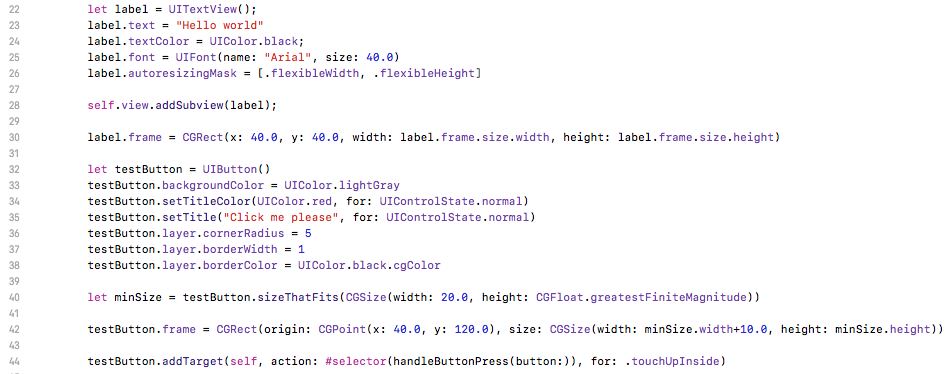 22 let label = UITextView();
23 label.text = "Hello world"
24 label.textColor = UIColor.black;
25 label.font = UIFont(name: "Arial", size: 40.0)
26 label.autoresizingMask = [.flexibleWidth, .flexibleHeight]
27
28 self.view.addSubview(label);
29
30 label.frame = CGRect(x: 40.0, y: 40.0, width: label.frame.size.width, height: label.frame.size.height)
31
32 let testButton = UIButton()
33 testButton.backgroundColor = UIColor.lightGray
34 testButton.setTitleColor(UIColor.red, for: UIControlState.normal)
35 testButton.setTitle("Click me please", for: UIControlState.normal)
36 testButton.layer.cornerRadius = 5
37 testButton.layer.borderWidth = 1
38 testButton.layer.borderColor = UIColor.black.cgColor
39
40 let minSize = testButton.sizeThatFits(CGSize(width: 20.0, height: CGFloat.greatestFiniteMagnitude))
41
42 testButton.frame = CGRect(origin: CGPoint(x: 40.0, y: 120.0), size: CGSize(width: minSize.width+10.0, height: minSize.height))
43
44 testButton.addTarget(self, action: #selector(handleButtonPress(button:)), for: .touchUpInside)